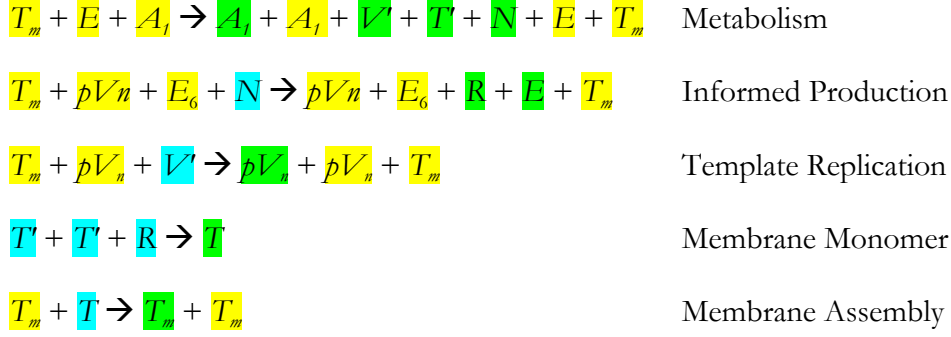 Tₘ + E + A₁ → A₁ + A₁ + V' + T' + N + E + Tₘ Metabolism
Tₘ + pVn + E₆ + N → pVn + E₆ + R + E + Tₘ Informed Production
Tₘ + pVₙ + V' → pVₙ + pVₙ + Tₘ Template Replication
T' + T' + R → T Membrane Monomer
Tₘ + T → Tₘ + Tₘ Membrane Assembly